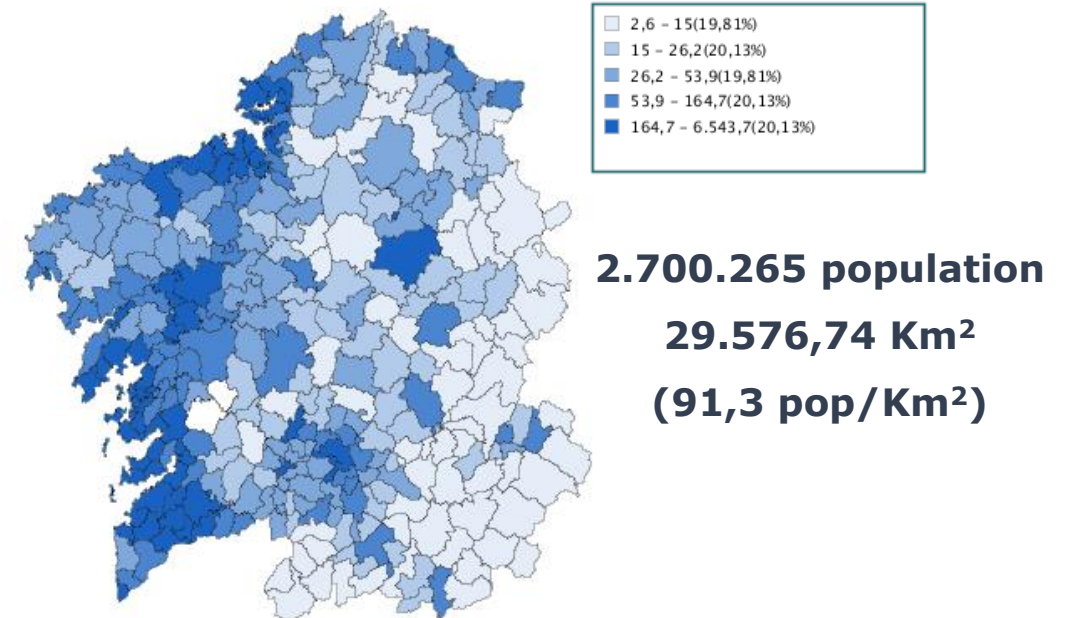 2,6 - 15(19,81%)
15 - 26,2(20,13%)
26,2 - 53,9(19,81%)
53,9 - 164,7(20,13%)
164,7 - 6.543,7(20,13%)
2.700.265 population
29.576,74 Km²
(91,3 pop/Km²)